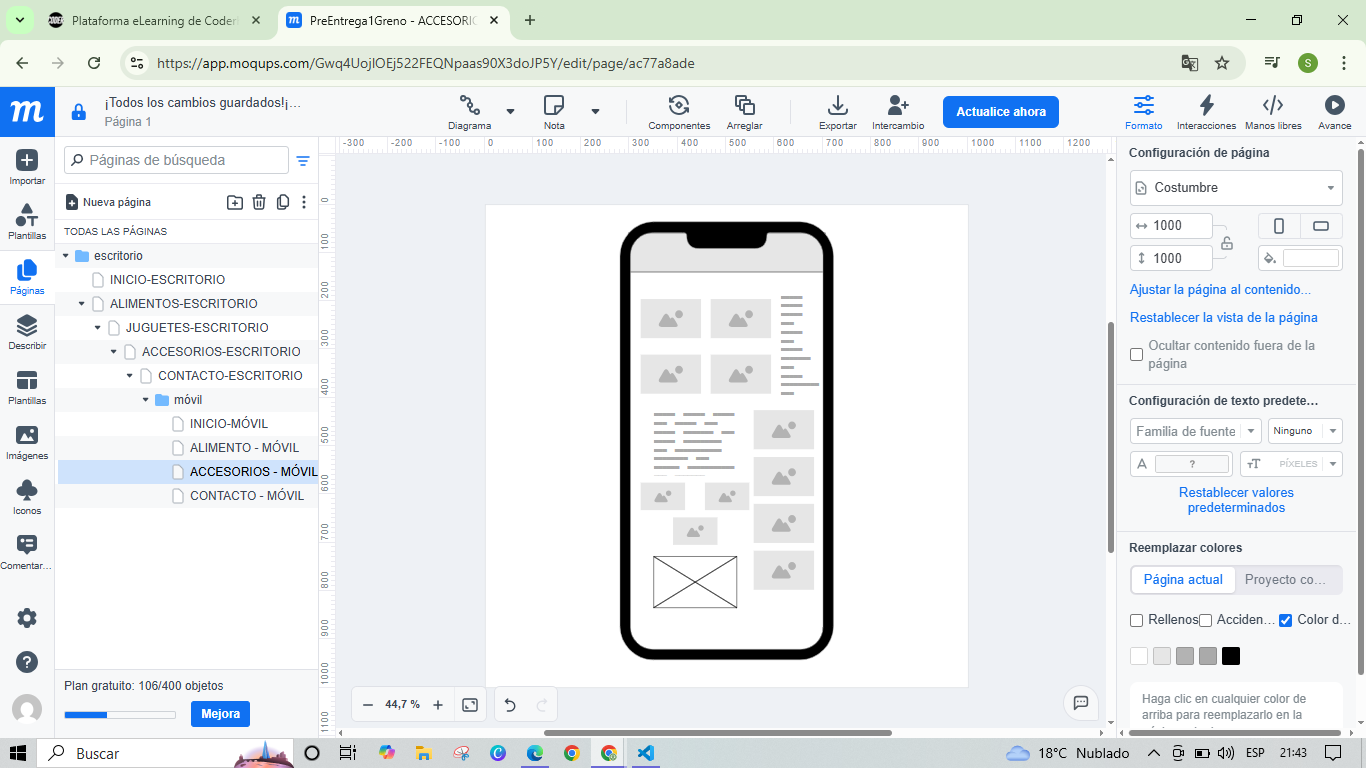 Plataforma eLearning de Coder
PreEntrega1Greno - ACCESORIO
https://app.moqups.com/Gwq4UojIOEj522FEQNpaas90X3doJP5Y/edit/page/ac77a8ade
S
m
¡Todos los cambios guardados!¡…
Página 1
Diagrama
Nota
Componentes
Arreglar
Exportar
Intercambio
Actualice ahora
Formato
Interacciones
Manos libres
Avance
Importar
Plantillas
Páginas
Describir
Plantillas
Imágenes
Iconos
Comentar...
Páginas de búsqueda
Nueva página
TODAS LAS PÁGINAS
escritorio
INICIO-ESCRITORIO
ALIMENTOS-ESCRITORIO
JUGUETES-ESCRITORIO
ACCESORIOS-ESCRITORIO
CONTACTO-ESCRITORIO
móvil
INICIO-MÓVIL
ALIMENTO - MÓVIL
ACCESORIOS - MÓVIL
CONTACTO - MÓVIL
Plan gratuito: 106/400 objetos
Mejora
-300 -200 -100 0 100 200 300 400 500 600 700 800 900 1000 1100 1200
0 100 200 300 400 500 600 700 800 900 1000 1100
44,7 %
Configuración de página
Costumbre
1000
1000
Ajustar la página al contenido...
Restablecer la vista de la página
Ocultar contenido fuera de la
página
Configuración de texto predete...
Familia de fuente
Ninguno
A ?
PÍXELES
Restablecer valores
predeterminados
Reemplazar colores
Página actual
Proyecto co...
Rellenos
Acciden...
Color d...
Haga clic en cualquier color de
arriba para reemplazarlo en la
Buscar
18°C Nublado
ESP
21:43